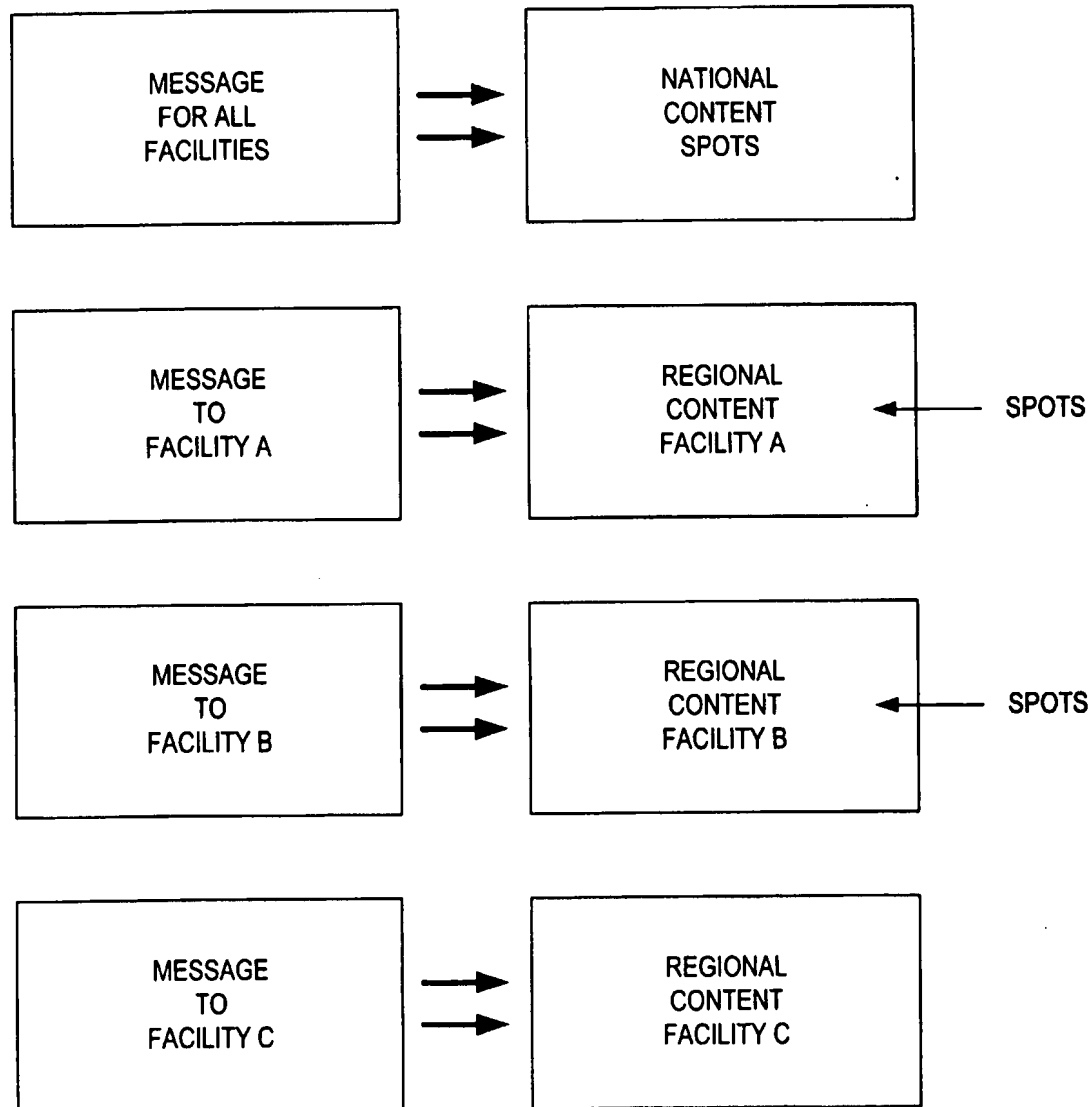 MESSAGE
FOR ALL
FACILITIES
NATIONAL
CONTENT
SPOTS
MESSAGE
TO
FACILITY A
REGIONAL
CONTENT
FACILITY A
SPOTS
MESSAGE
TO
FACILITY B
REGIONAL
CONTENT
FACILITY B
SPOTS
MESSAGE
TO
FACILITY C
REGIONAL
CONTENT
FACILITY C